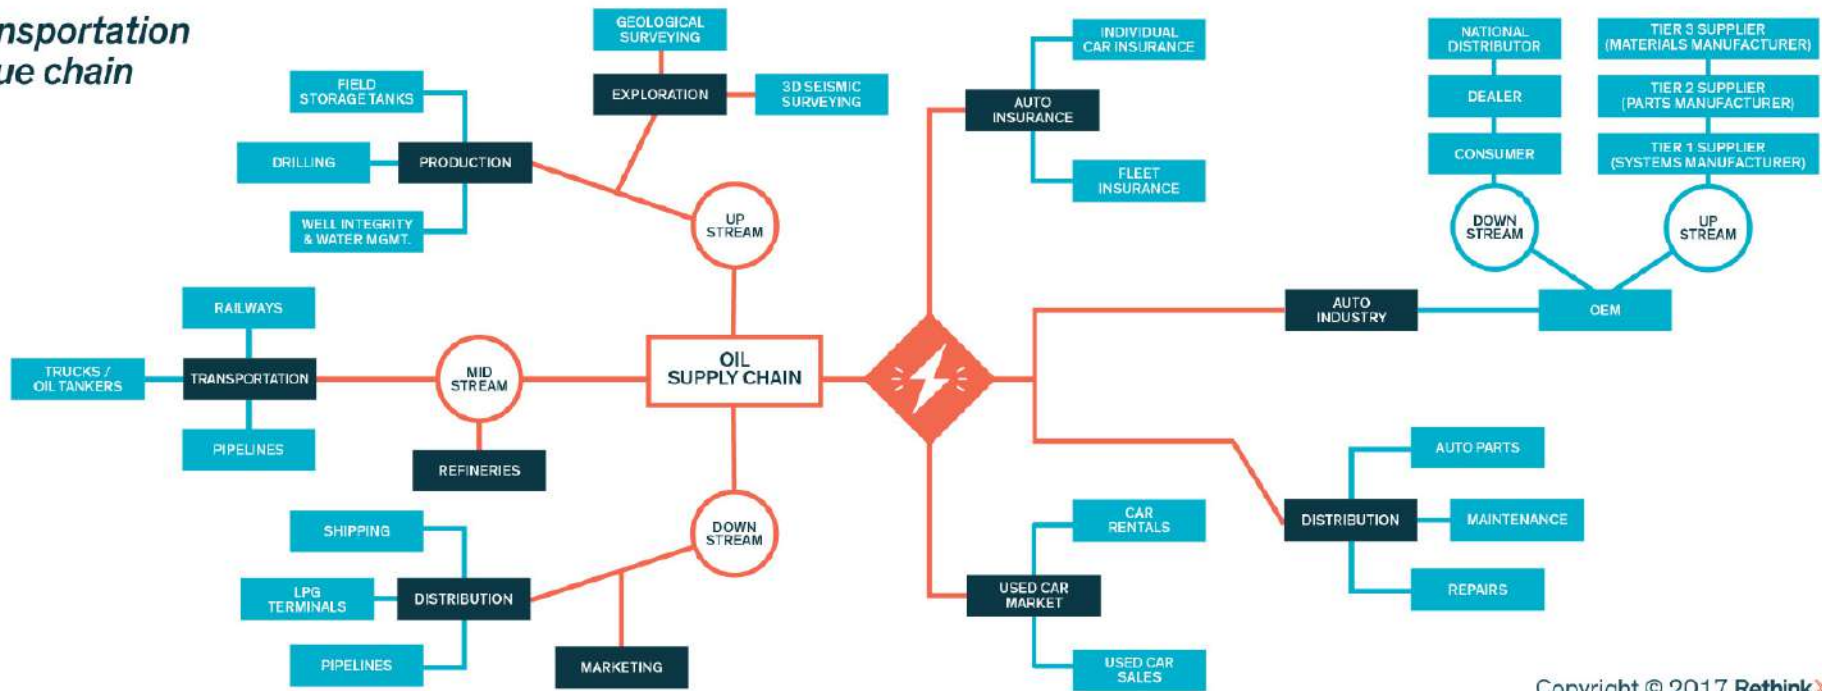 nsportation
ue chain
GEOLOGICAL
SURVEYING
EXPLORATION
3D SEISMIC
SURVEYING
FIELD
STORAGE TANKS
DRILLING
PRODUCTION
WELL INTEGRITY
& WATER MGMT.
UP
STREAM
RAILWAYS
TRUCKS /
OIL TANKERS
TRANSPORTATION
PIPELINES
MID
STREAM
REFINERIES
OIL
SUPPLY CHAIN
DOWN
STREAM
SHIPPING
LPG
TERMINALS
DISTRIBUTION
PIPELINES
MARKETING
INDIVIDUAL
CAR INSURANCE
AUTO
INSURANCE
FLEET
INSURANCE
NATIONAL
DISTRIBUTOR
DEALER
CONSUMER
DOWN
STREAM
TIER 3 SUPPLIER
(MATERIALS MANUFACTURER)
TIER 2 SUPPLIER
(PARTS MANUFACTURER)
TIER 1 SUPPLIER
(SYSTEMS MANUFACTURER)
UP
STREAM
AUTO
INDUSTRY
OEM
AUTO PARTS
DISTRIBUTION
MAINTENANCE
REPAIRS
CAR
RENTALS
USED CAR
MARKET
USED CAR
SALES
Copyright © 2017 RethinkX